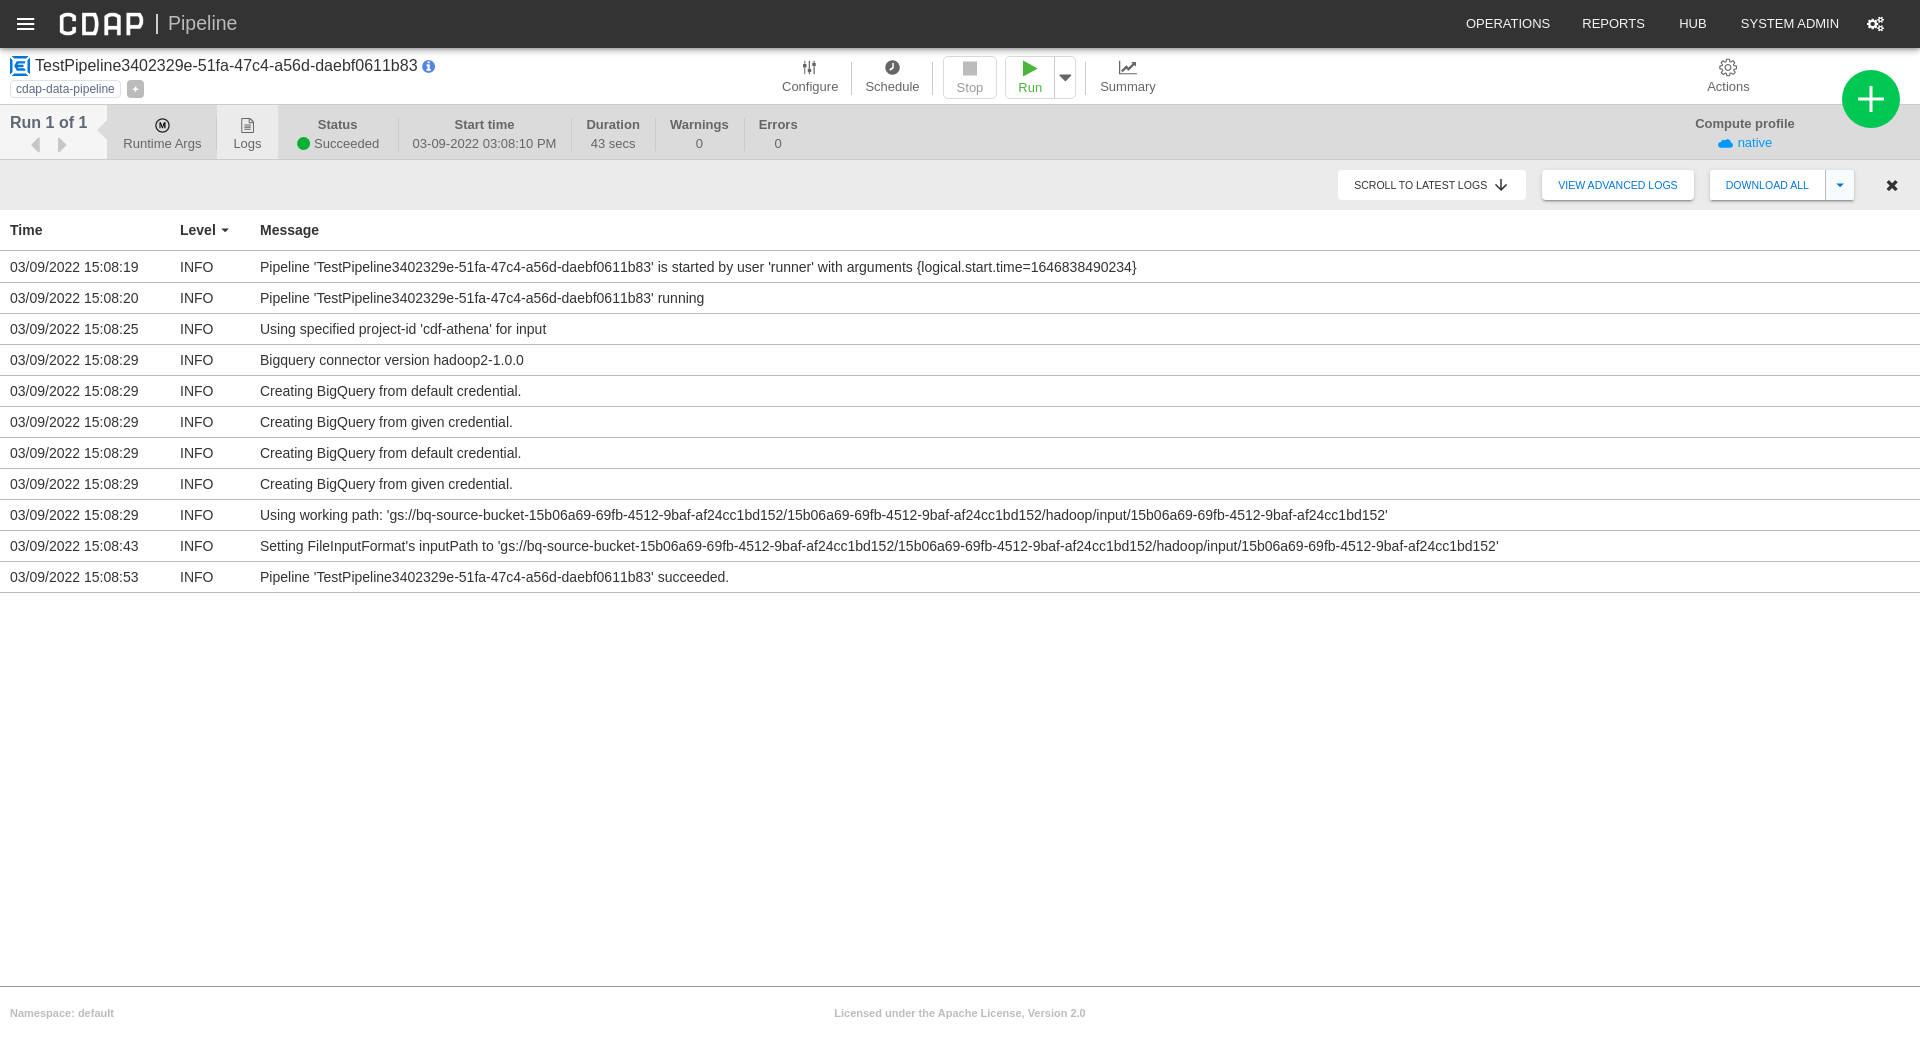 CDAP | Pipeline
OPERATIONS REPORTS HUB SYSTEM ADMIN
TestPipeline3402329e-51fa-47c4-a56d-daebf0611b83
cdap-data-pipeline +
Configure Schedule Stop Run Summary Actions
Run 1 of 1
M
Runtime Args
Logs
Status
Succeeded
Start time
03-09-2022 03:08:10 PM
Duration
43 secs
Warnings
0
Errors
0
Compute profile
native
SCROLL TO LATEST LOGS VIEW ADVANCED LOGS DOWNLOAD ALL
Time Level Message
03/09/2022 15:08:19 INFO Pipeline 'TestPipeline3402329e-51fa-47c4-a56d-daebf0611b83' is started by user 'runner' with arguments {logical.start.time=1646838490234}
03/09/2022 15:08:20 INFO Pipeline 'TestPipeline3402329e-51fa-47c4-a56d-daebf0611b83' running
03/09/2022 15:08:25 INFO Using specified project-id 'cdf-athena' for input
03/09/2022 15:08:29 INFO Bigquery connector version hadoop2-1.0.0
03/09/2022 15:08:29 INFO Creating BigQuery from default credential.
03/09/2022 15:08:29 INFO Creating BigQuery from given credential.
03/09/2022 15:08:29 INFO Creating BigQuery from default credential.
03/09/2022 15:08:29 INFO Creating BigQuery from given credential.
03/09/2022 15:08:29 INFO Using working path: 'gs://bq-source-bucket-15b06a69-69fb-4512-9baf-af24cc1bd152/15b06a69-69fb-4512-9baf-af24cc1bd152/hadoop/input/15b06a69-69fb-4512-9baf-af24cc1bd152'
03/09/2022 15:08:43 INFO Setting FileInputFormat's inputPath to 'gs://bq-source-bucket-15b06a69-69fb-4512-9baf-af24cc1bd152/15b06a69-69fb-4512-9baf-af24cc1bd152/hadoop/input/15b06a69-69fb-4512-9baf-af24cc1bd152'
03/09/2022 15:08:53 INFO Pipeline 'TestPipeline3402329e-51fa-47c4-a56d-daebf0611b83' succeeded.
Namespace: default
Licensed under the Apache License, Version 2.0